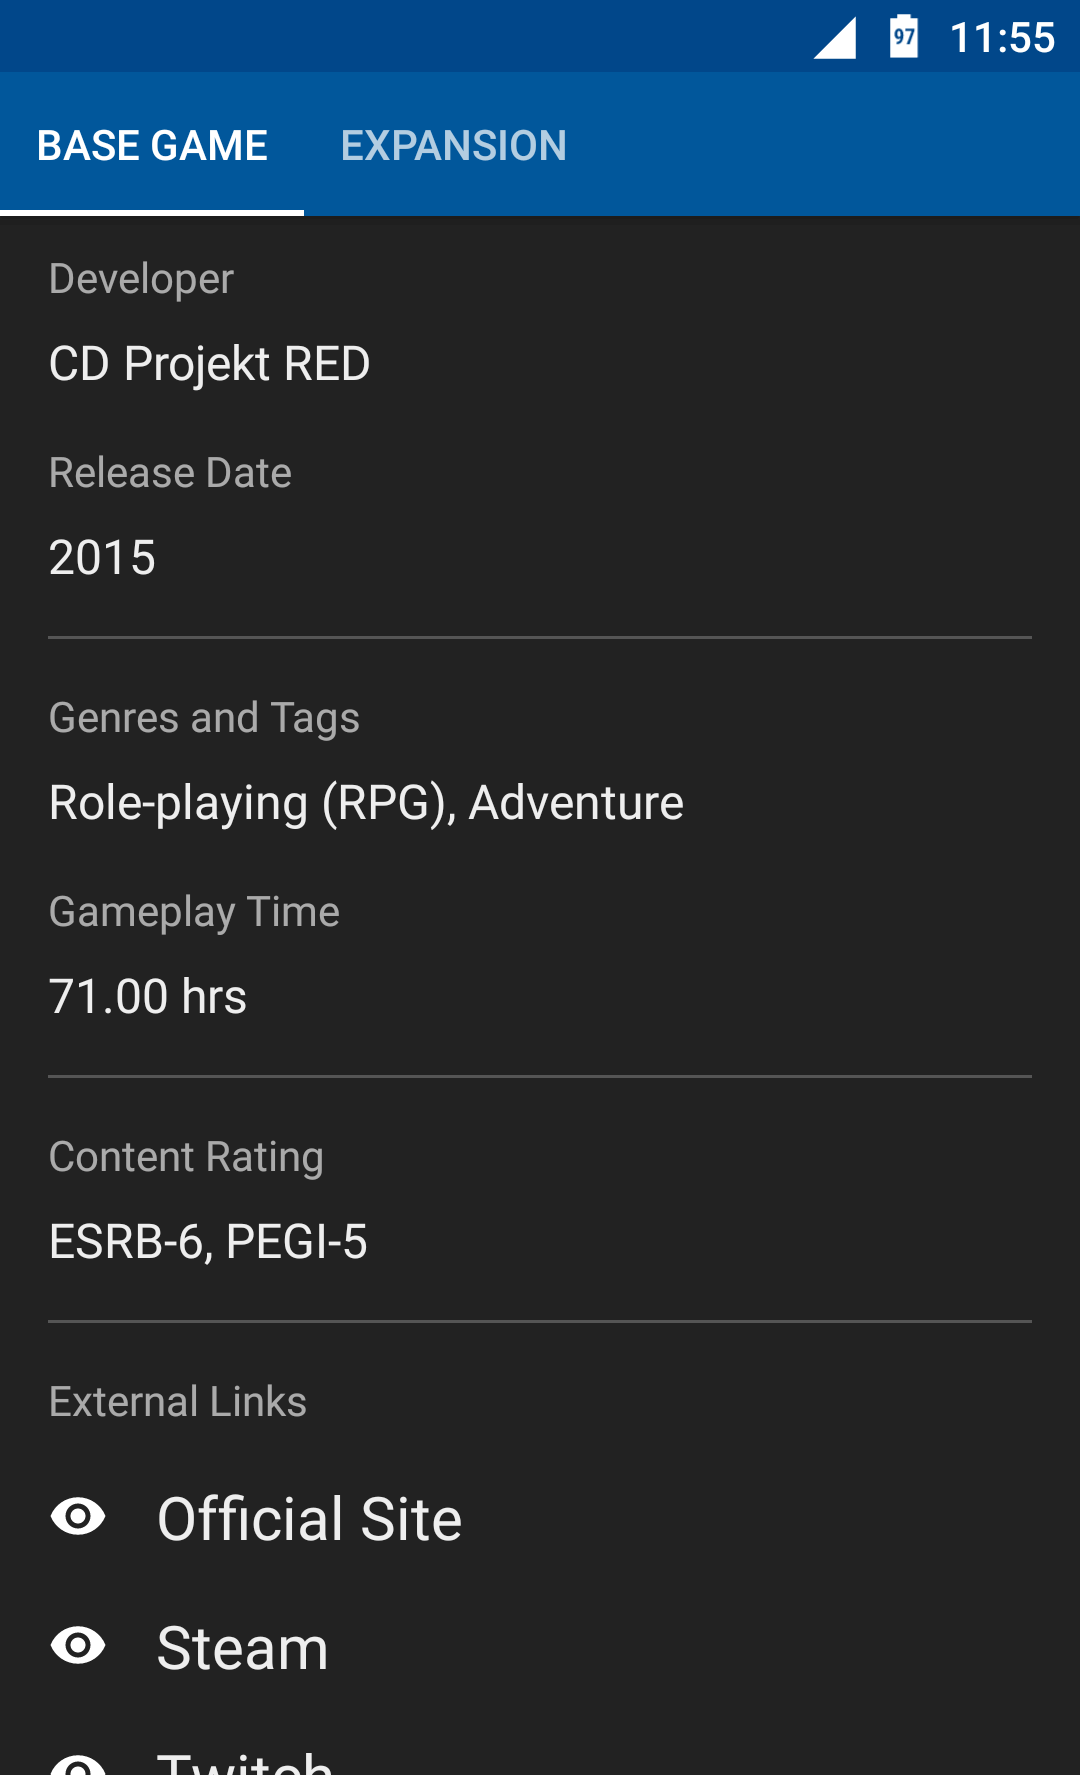 97 11:55
BASE GAME EXPANSION
Developer
CD Projekt RED
Release Date
2015
Genres and Tags
Role-playing (RPG), Adventure
Gameplay Time
71.00 hrs
Content Rating
ESRB-6, PEGI-5
External Links
Official Site
Steam
Twitch